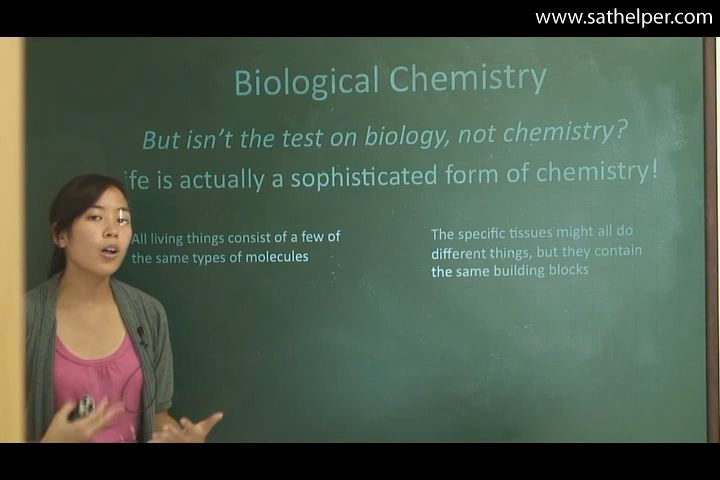 www.sathelper.com
Biological Chemistry
But isn't the test on biology, not chemistry?
ife is actually a sophisticated form of chemistry!
All living things consist of a few of
the same types of molecules
The specific tissues might all do
different things, but they contain
the same building blocks